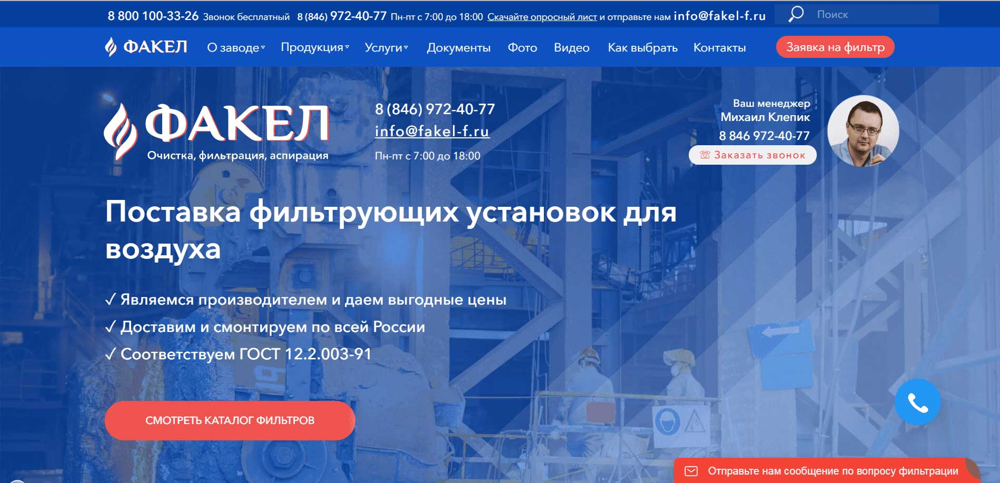 8 800 100-33-26 Звонок бесплатный 8 (846) 972-40-77 Пн-пт с 7:00 до 18:00 Скачайте опросный лист и отправьте нам info@fakel-f.ru Поиск
ФАКЕЛ О заводе Продукция Услуги Документы Фото Видео Как выбрать Контакты Заявка на фильтр
ФАКЕЛ
Очистка, фильтрация, аспирация
8 (846) 972-40-77
info@fakel-f.ru
Пн-пт с 7:00 до 18:00
Ваш менеджер
Михаил Клепик
8 846 972-40-77
☏ Заказать звонок
Поставка фильтрующих установок для
воздуха
✓ Являемся производителем и даем выгодные цены
✓ Доставим и смонтируем по всей России
✓ Соответствуем ГОСТ 12.2.003-91
19
СМОТРЕТЬ КАТАЛОГ ФИЛЬТРОВ
Отправьте нам сообщение по вопросу фильтрации